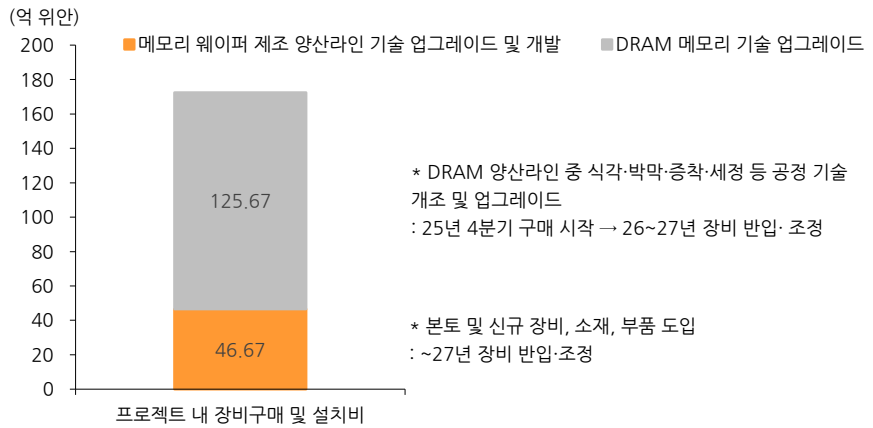 (억 위안)
메모리 웨이퍼 제조 양산라인 기술 업그레이드 및 개발
DRAM 메모리 기술 업그레이드
200
180
160
140
120
100
80
60
40
20
0
125.67
46.67
* DRAM 양산라인 중 식각·박막·증착·세정 등 공정 기술
개조 및 업그레이드
: 25년 4분기 구매 시작 → 26~27년 장비 반입· 조정
* 본토 및 신규 장비, 소재, 부품 도입
: ~27년 장비 반입·조정
프로젝트 내 장비구매 및 설치비